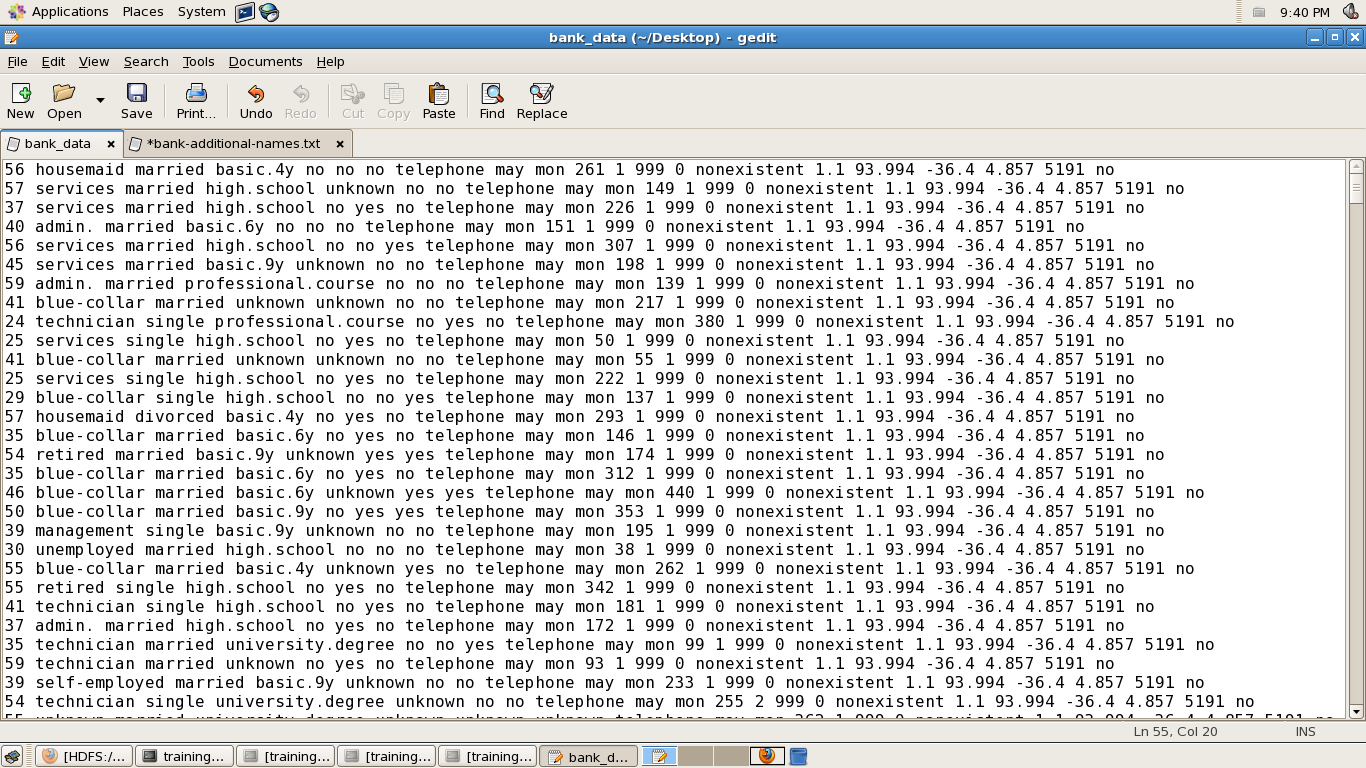 Applications Places System 9:40 PM
bank_data (~/Desktop) - gedit
File Edit View Search Tools Documents Help
New Open Save Print... Undo Redo Cut Copy Paste Find Replace
bank_data *bank-additional-names.txt
56 housemaid married basic.4y no no no telephone may mon 261 1 999 0 nonexistent 1.1 93.994 -36.4 4.857 5191 no
57 services married high.school unknown no no telephone may mon 149 1 999 0 nonexistent 1.1 93.994 -36.4 4.857 5191 no
37 services married high.school no yes no telephone may mon 226 1 999 0 nonexistent 1.1 93.994 -36.4 4.857 5191 no
40 admin. married basic.6y no no no telephone may mon 151 1 999 0 nonexistent 1.1 93.994 -36.4 4.857 5191 no
56 services married high.school no no yes telephone may mon 307 1 999 0 nonexistent 1.1 93.994 -36.4 4.857 5191 no
45 services married basic.9y unknown no no telephone may mon 198 1 999 0 nonexistent 1.1 93.994 -36.4 4.857 5191 no
59 admin. married professional.course no no no telephone may mon 139 1 999 0 nonexistent 1.1 93.994 -36.4 4.857 5191 no
41 blue-collar married unknown unknown no no telephone may mon 217 1 999 0 nonexistent 1.1 93.994 -36.4 4.857 5191 no
24 technician single professional.course no yes no telephone may mon 380 1 999 0 nonexistent 1.1 93.994 -36.4 4.857 5191 no
25 services single high.school no yes no telephone may mon 50 1 999 0 nonexistent 1.1 93.994 -36.4 4.857 5191 no
41 blue-collar married unknown unknown no no telephone may mon 55 1 999 0 nonexistent 1.1 93.994 -36.4 4.857 5191 no
25 services single high.school no yes no telephone may mon 222 1 999 0 nonexistent 1.1 93.994 -36.4 4.857 5191 no
29 blue-collar single high.school no no yes telephone may mon 137 1 999 0 nonexistent 1.1 93.994 -36.4 4.857 5191 no
57 housemaid divorced basic.4y no yes no telephone may mon 293 1 999 0 nonexistent 1.1 93.994 -36.4 4.857 5191 no
35 blue-collar married basic.6y no yes no telephone may mon 146 1 999 0 nonexistent 1.1 93.994 -36.4 4.857 5191 no
54 retired married basic.9y unknown yes yes telephone may mon 174 1 999 0 nonexistent 1.1 93.994 -36.4 4.857 5191 no
35 blue-collar married basic.6y no yes no telephone may mon 312 1 999 0 nonexistent 1.1 93.994 -36.4 4.857 5191 no
46 blue-collar married basic.6y unknown yes yes telephone may mon 440 1 999 0 nonexistent 1.1 93.994 -36.4 4.857 5191 no
50 blue-collar married basic.9y no yes yes telephone may mon 353 1 999 0 nonexistent 1.1 93.994 -36.4 4.857 5191 no
39 management single basic.9y unknown no no telephone may mon 195 1 999 0 nonexistent 1.1 93.994 -36.4 4.857 5191 no
30 unemployed married high.school no no no telephone may mon 38 1 999 0 nonexistent 1.1 93.994 -36.4 4.857 5191 no
55 blue-collar married basic.4y unknown yes no telephone may mon 262 1 999 0 nonexistent 1.1 93.994 -36.4 4.857 5191 no
55 retired single high.school no yes no telephone may mon 342 1 999 0 nonexistent 1.1 93.994 -36.4 4.857 5191 no
41 technician single high.school no yes no telephone may mon 181 1 999 0 nonexistent 1.1 93.994 -36.4 4.857 5191 no
37 admin. married high.school no yes no telephone may mon 172 1 999 0 nonexistent 1.1 93.994 -36.4 4.857 5191 no
35 technician married university.degree no no yes telephone may mon 99 1 999 0 nonexistent 1.1 93.994 -36.4 4.857 5191 no
59 technician married unknown no yes no telephone may mon 93 1 999 0 nonexistent 1.1 93.994 -36.4 4.857 5191 no
39 self-employed married basic.9y unknown no no telephone may mon 233 1 999 0 nonexistent 1.1 93.994 -36.4 4.857 5191 no
54 technician single university.degree unknown no no telephone may mon 255 2 999 0 nonexistent 1.1 93.994 -36.4 4.857 5191 no
Ln 55, Col 20 INS
[HDFS:/... training... [training... [training... [training... bank_d...